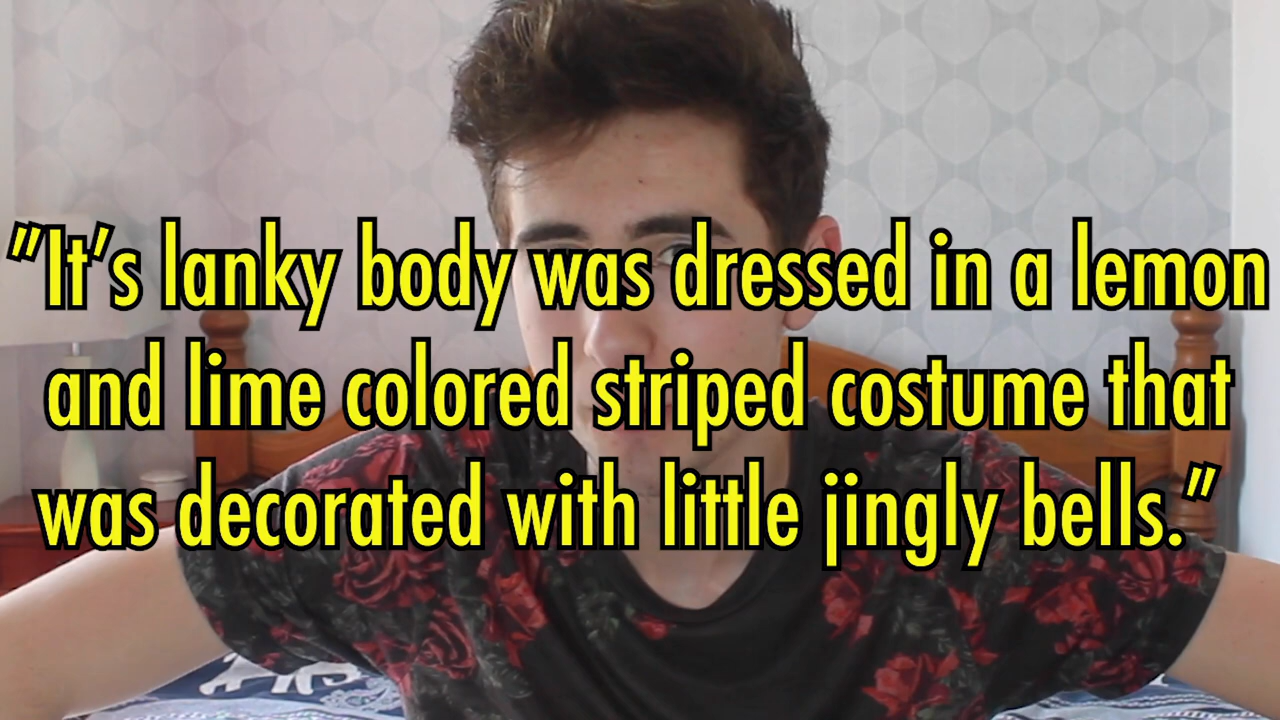 "It's lanky body was dressed in a lemon
and lime colored striped costume that
was decorated with little jingly bells."